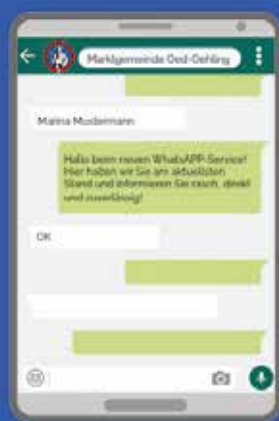 Marktgemeinde Oed-Oehling
Marina Mustermann
Hallo beim neuen WhatsAPP-Service!
Hier halten wir Sie am aktuellsten
Stand und informieren Sie rasch, direkt
und zuverlässig!
OK